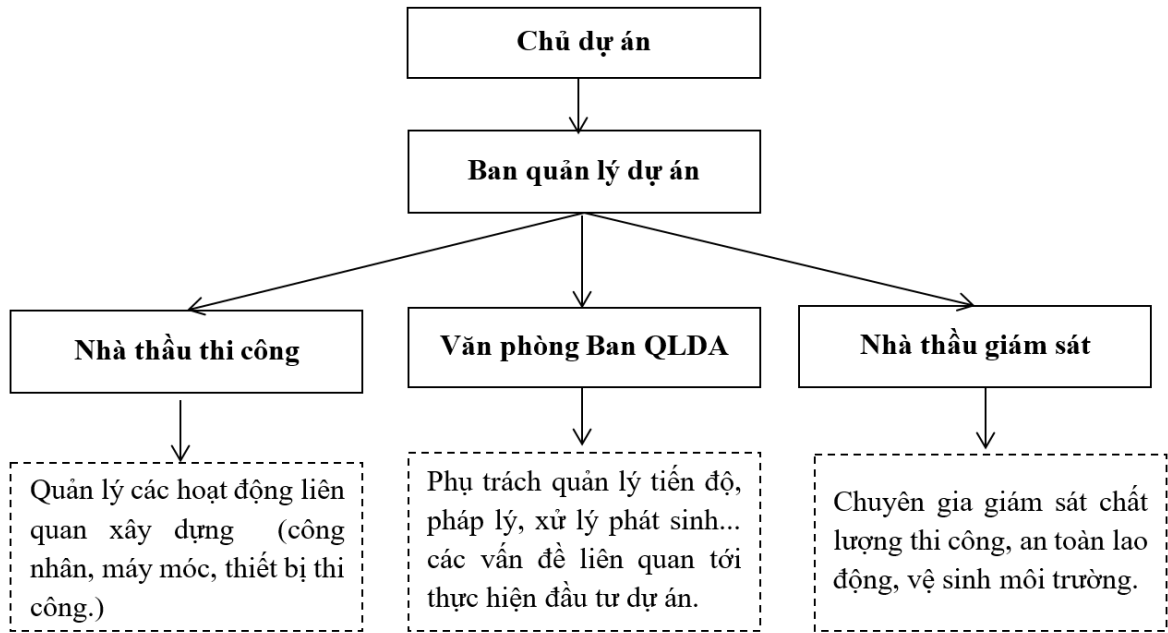 Chủ dự án
Ban quản lý dự án
Nhà thầu thi công
Văn phòng Ban QLDA
Nhà thầu giám sát
Quản lý các hoạt động liên
quan xây dựng (công
nhân, máy móc, thiết bị thi
công.)
Phụ trách quản lý tiến độ,
pháp lý, xử lý phát sinh...
các vấn đề liên quan tới
thực hiện đầu tư dự án.
Chuyên gia giám sát chất
lượng thi công, an toàn lao
động, vệ sinh môi trường.